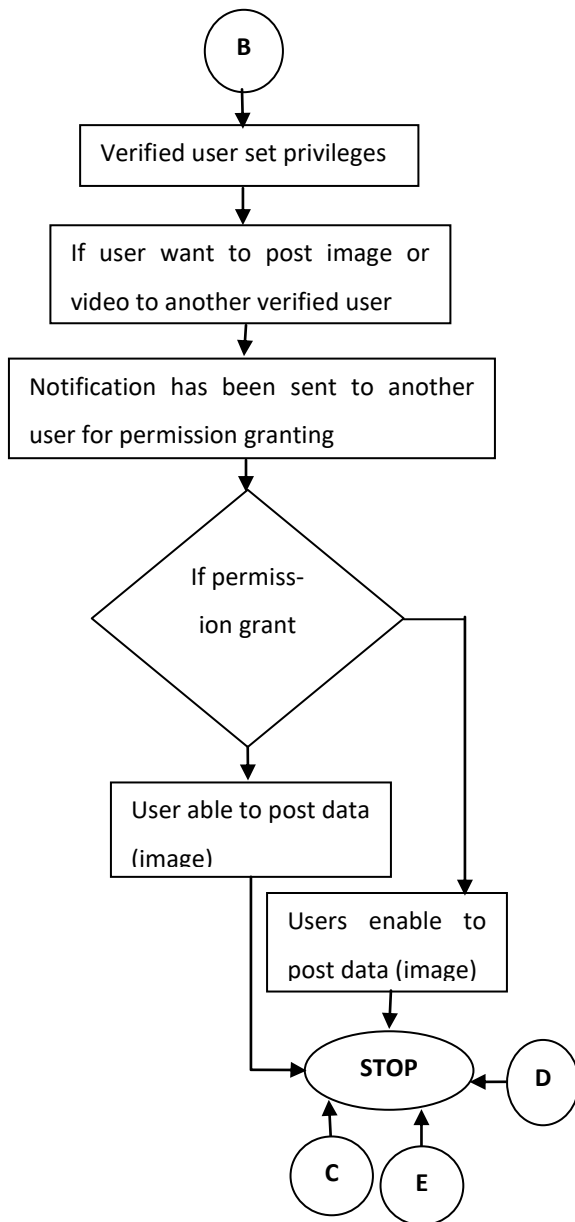 B
Verified user set privileges
If user want to post image or
video to another verified user
Notification has been sent to another
user for permission granting
If permiss-
ion grant
User able to post data
(image)
Users enable to
post data (image)
STOP
D
C
E